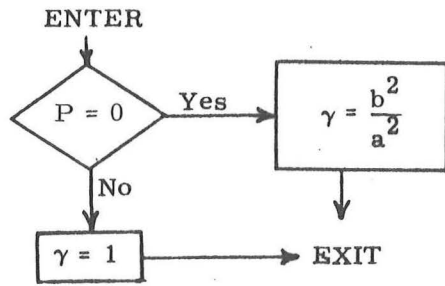 ENTER
P = 0
Yes
γ = b²/a²
No
γ = 1
EXIT